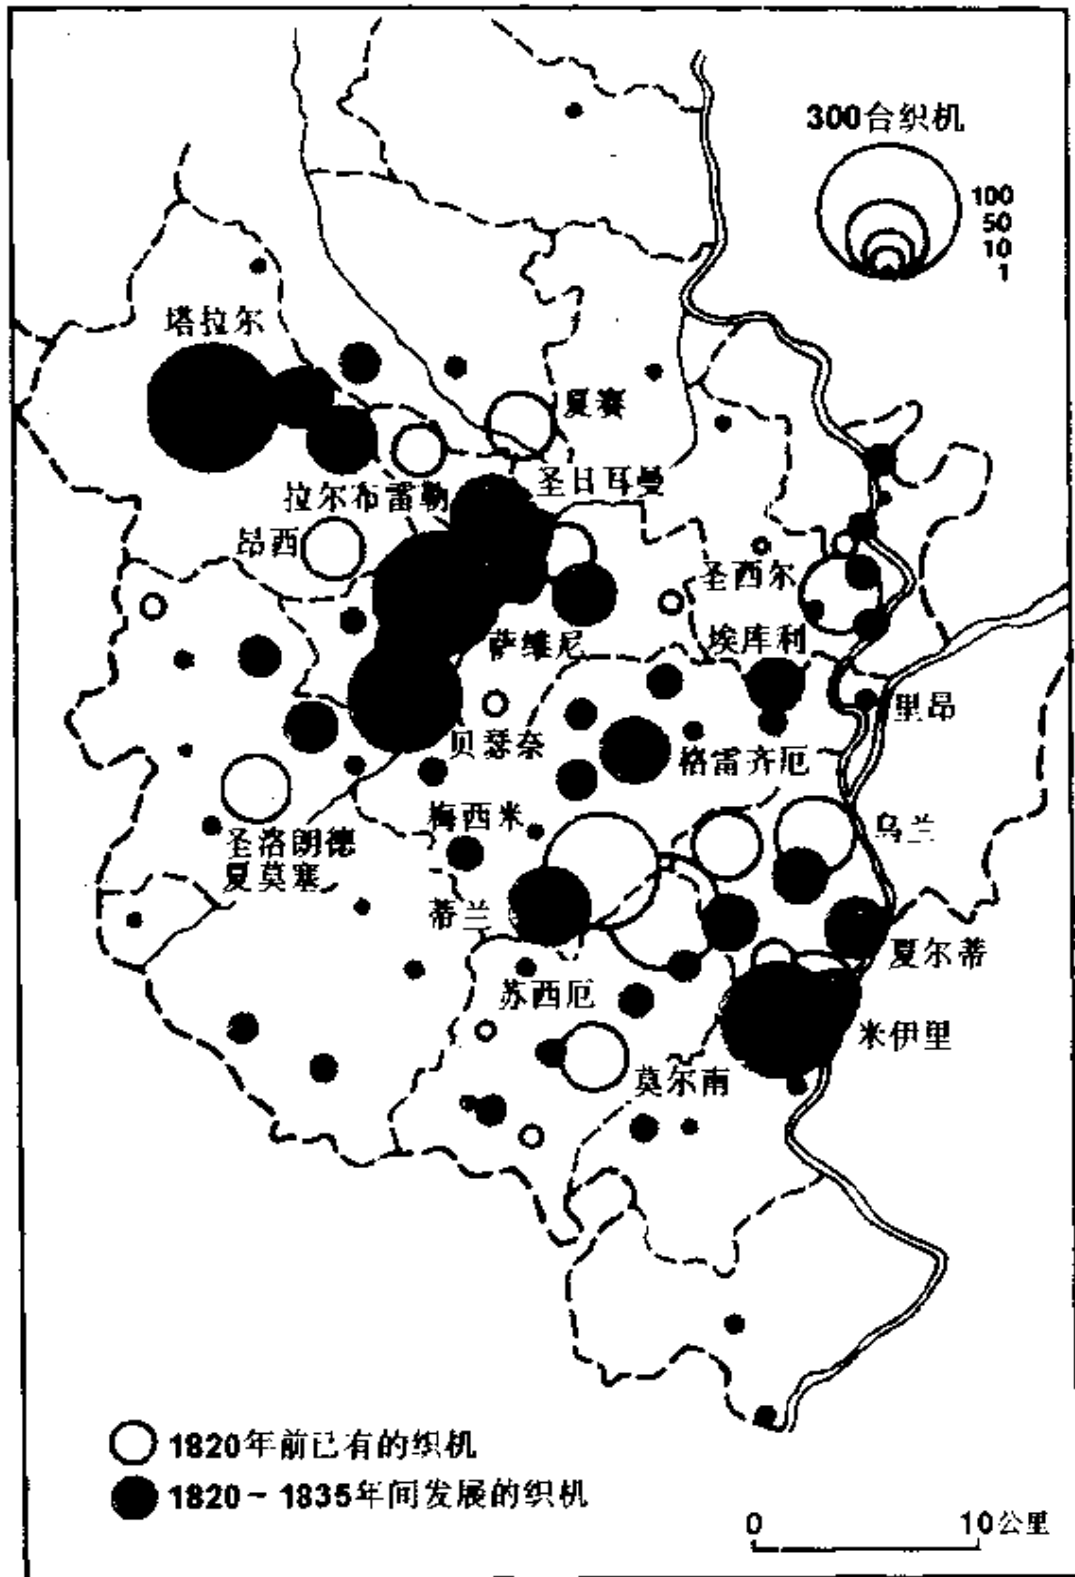 300台织机
100
50
10
1
塔拉尔
夏赛
拉尔布雷勒
圣日耳曼
昂西
圣西尔
萨维尼
埃库利
里昂
贝瑟奈
格雷齐厄
梅西米
乌兰
圣洛朗德
夏莫塞
蒂兰
夏尔蒂
苏西厄
米伊里
莫尔南
1820年前已有的织机
1820~1835年间发展的织机
0
10公里